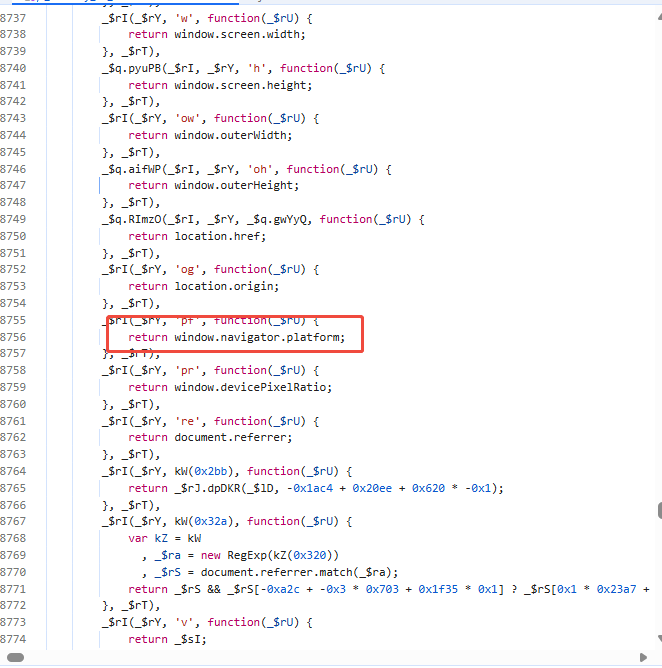 8737 _$rI(_$rY, 'w', function(_$rU) {
8738 return window.screen.width;
8739 }, _$rT),
8740 _$q.pyuPB(_$rI, _$rY, 'h', function(_$rU) {
8741 return window.screen.height;
8742 }, _$rT),
8743 _$rI(_$rY, 'ow', function(_$rU) {
8744 return window.outerWidth;
8745 }, _$rT),
8746 _$q.aifWP(_$rI, _$rY, 'oh', function(_$rU) {
8747 return window.outerHeight;
8748 }, _$rT),
8749 _$q.RImzO(_$rI, _$rY, _$q.gwYyQ, function(_$rU) {
8750 return location.href;
8751 }, _$rT),
8752 _$rI(_$rY, 'og', function(_$rU) {
8753 return location.origin;
8754 }, _$rT),
8755 _$rI(_$rY, 'pf', function(_$rU) {
8756 return window.navigator.platform;
8757 }, _$rT),
8758 _$rI(_$rY, 'pr', function(_$rU) {
8759 return window.devicePixelRatio;
8760 }, _$rT),
8761 _$rI(_$rY, 're', function(_$rU) {
8762 return document.referrer;
8763 }, _$rT),
8764 _$rI(_$rY, kW(0x2bb), function(_$rU) {
8765 return _$rJ.dpDKR(_$lD, -0x1ac4 + 0x20ee + 0x620 * -0x1);
8766 }, _$rT),
8767 _$rI(_$rY, kW(0x32a), function(_$rU) {
8768 var kZ = kW
8769 , _$ra = new RegExp(kZ(0x320))
8770 , _$rS = document.referrer.match(_$ra);
8771 return _$rS && _$rS[-0xa2c + -0x3 * 0x703 + 0x1f35 * 0x1] ? _$rS[0x1 * 0x23a7 +
8772 }, _$rT),
8773 _$rI(_$rY, 'v', function(_$rU) {
8774 return _$sI;